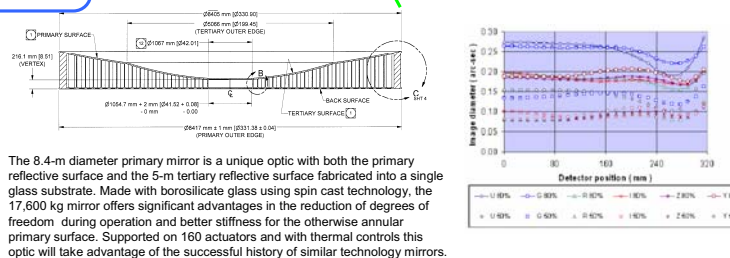 Ø8405 mm [Ø330.90]
Ø5066 mm [Ø199.45]
(TERTIARY OUTER EDGE)
1 PRIMARY SURFACE
Ø1067 mm [Ø42.01]
216.1 mm [8.51]
(VERTEX)
B
C
SHT 4
BACK SURFACE
TERTIARY SURFACE 1
Ø1054.7 mm + 2 mm [Ø41.52 + 0.08]
- 0 mm - 0.00
Ø8417 mm ± 1 mm [Ø331.38 ± 0.04]
(PRIMARY OUTER EDGE)
The 8.4-m diameter primary mirror is a unique optic with both the primary
reflective surface and the 5-m tertiary reflective surface fabricated into a single
glass substrate. Made with borosilicate glass using spin cast technology, the
17,600 kg mirror offers significant advantages in the reduction of degrees of
freedom during operation and better stiffness for the otherwise annular
primary surface. Supported on 160 actuators and with thermal controls this
optic will take advantage of the successful history of similar technology mirrors.
Image diameter ( arc-sec )
0.30
0.25
0.20
0.15
0.10
0.05
0.00
0 80 160 240 320
Detector position ( mm )
U 80% G 80% R 80% I 80% Z 80% Y
U 50% G 50% R 50% I 50% Z 50% Y